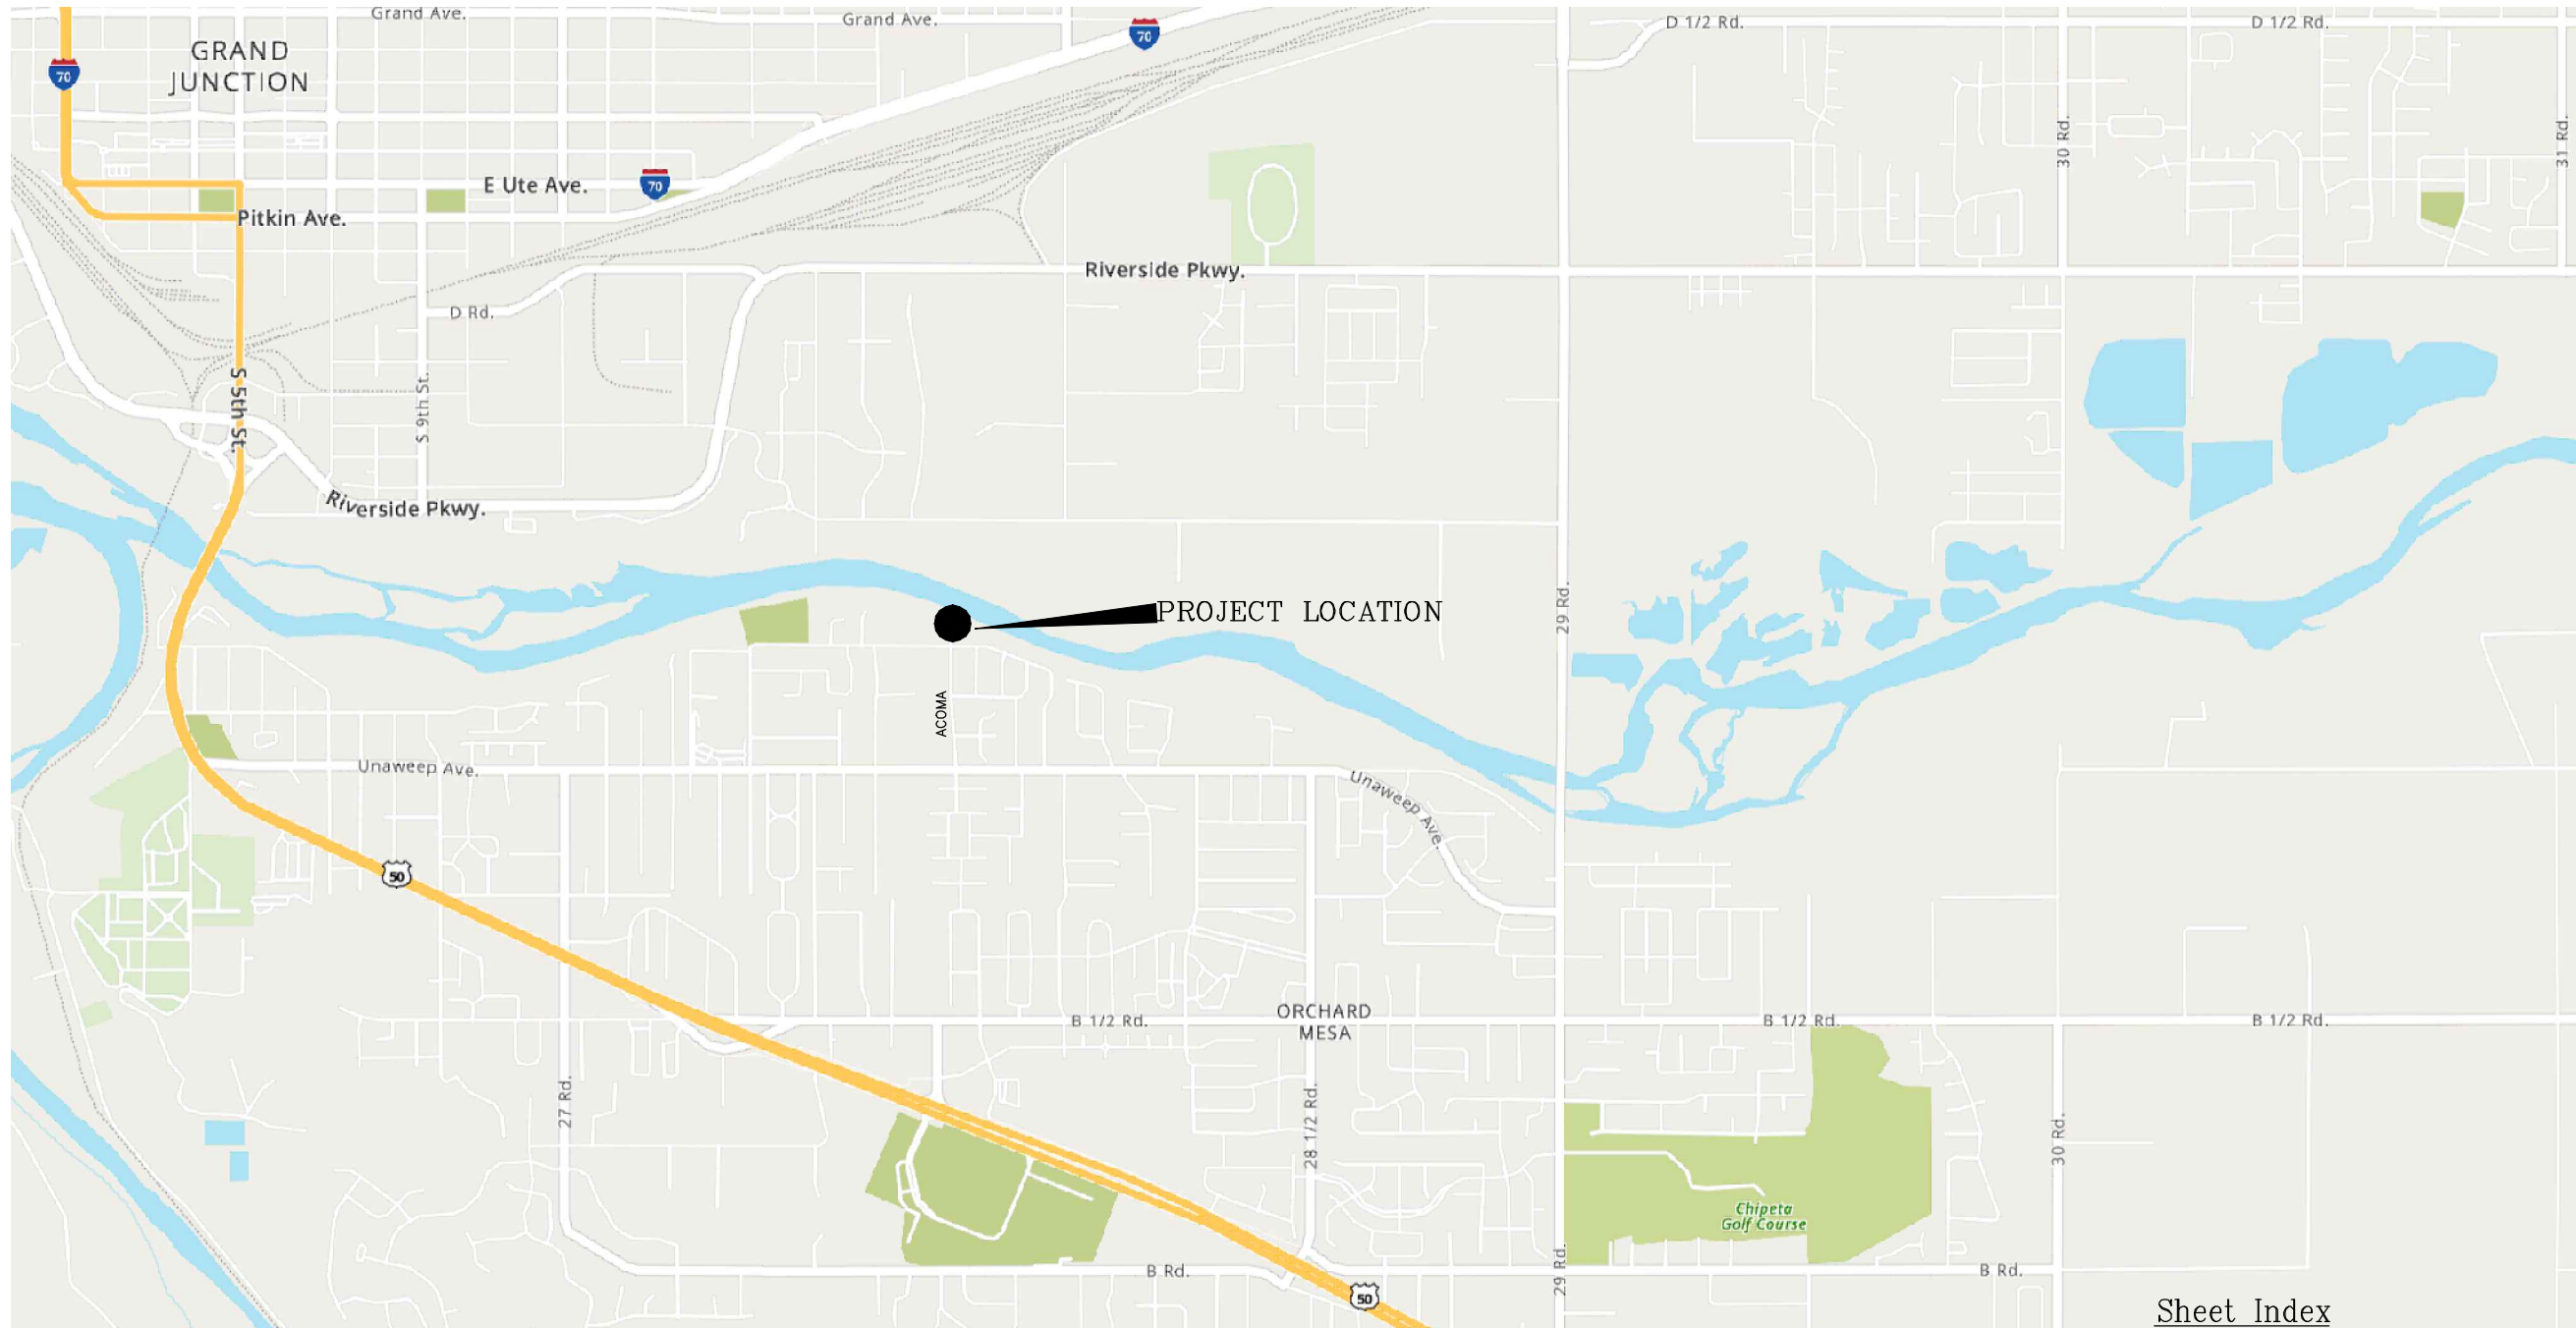 Grand Ave.
Grand Ave.
70
D 1/2 Rd.
D 1/2 Rd.
GRAND
JUNCTION
70
30 Rd.
31 Rd.
E Ute Ave.
70
Pitkin Ave.
Riverside Pkwy.
D Rd.
S 5th St.
S 9th St.
Riverside Pkwy.
PROJECT LOCATION
29 Rd.
ACOMA
Unaweep Ave.
Unaweep Ave.
50
ORCHARD
MESA
B 1/2 Rd.
B 1/2 Rd.
B 1/2 Rd.
27 Rd.
28 1/2 Rd.
30 Rd.
Chipeta
Golf Course
B Rd.
29 Rd.
B Rd.
50
Sheet Index